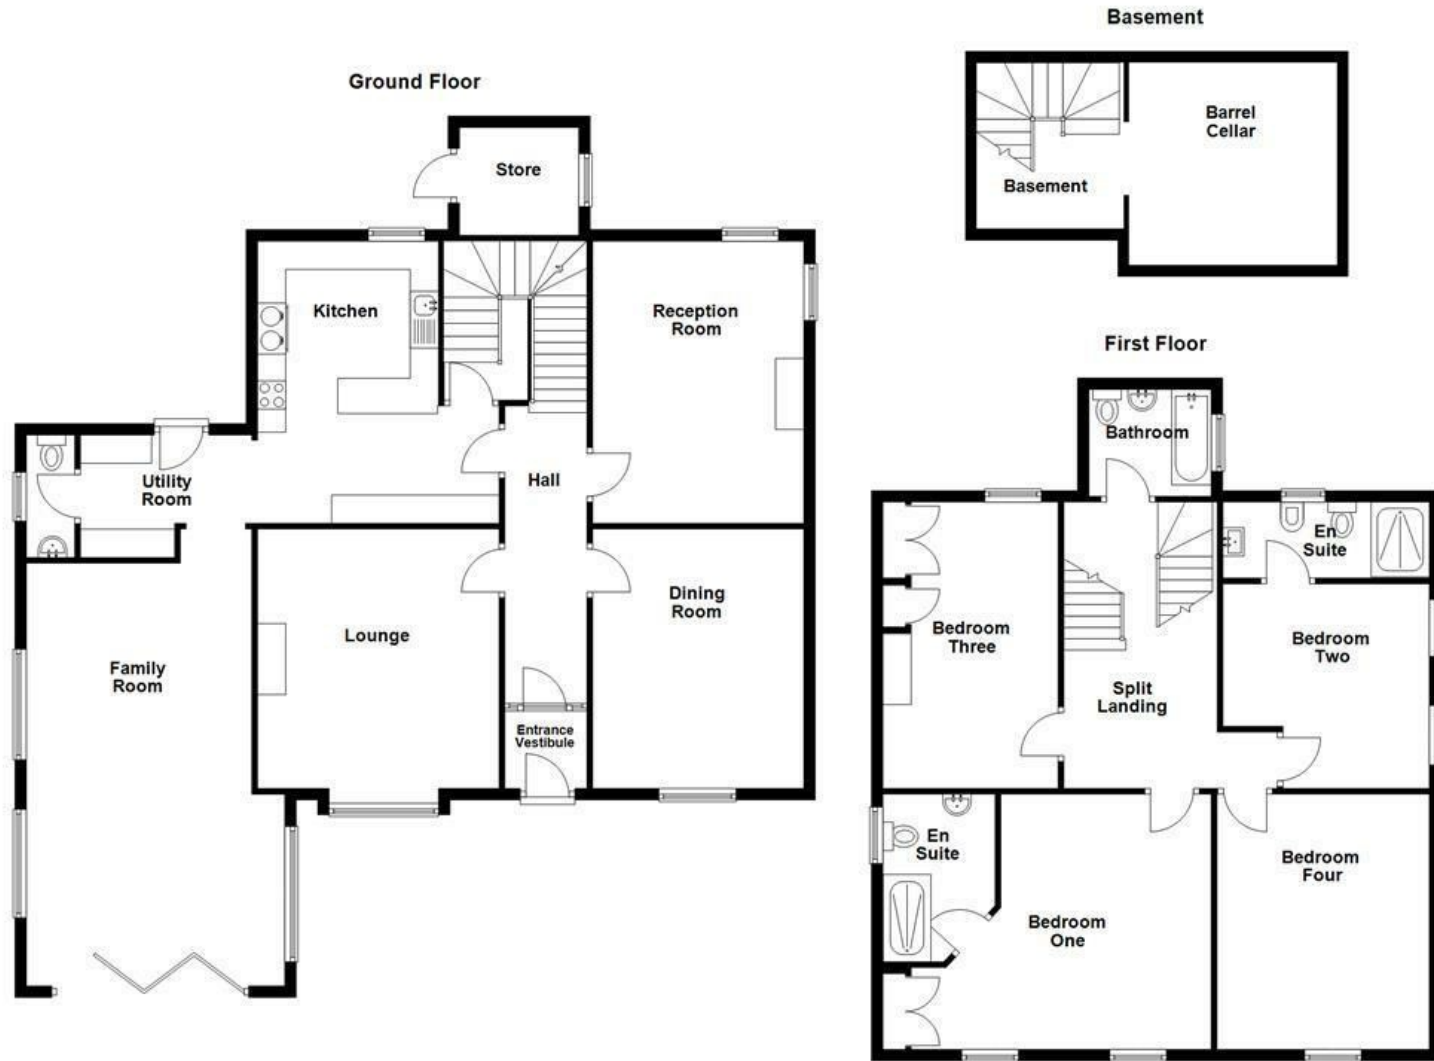 Basement
Barrel
Cellar
Basement
Ground Floor
Store
Kitchen
Reception
Room
Utility
Room
Hall
Lounge
Dining
Room
Family
Room
Entrance
Vestibule
First Floor
Bathroom
En
Suite
Bedroom
Three
Bedroom
Two
Split
Landing
En
Suite
Bedroom
One
Bedroom
Four